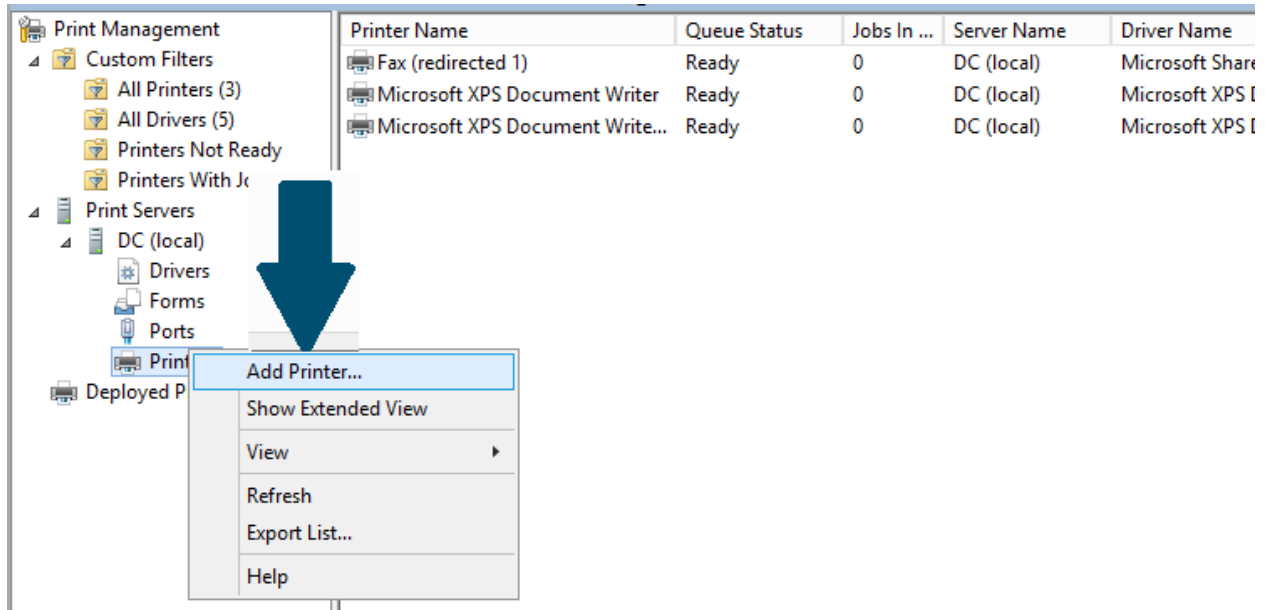 Print Management
Custom Filters
All Printers (3)
All Drivers (5)
Printers Not Ready
Printers With
Print Servers
DC (local)
Drivers
Forms
Ports
Print
Deployed P
Printer Name Queue Status Jobs In ... Server Name Driver Name
Fax (redirected 1) Ready 0 DC (local) Microsoft Share
Microsoft XPS Document Writer Ready 0 DC (local) Microsoft XPS
Microsoft XPS Document Write... Ready 0 DC (local) Microsoft XPS
Add Printer...
Show Extended View
View
Refresh
Export List...
Help